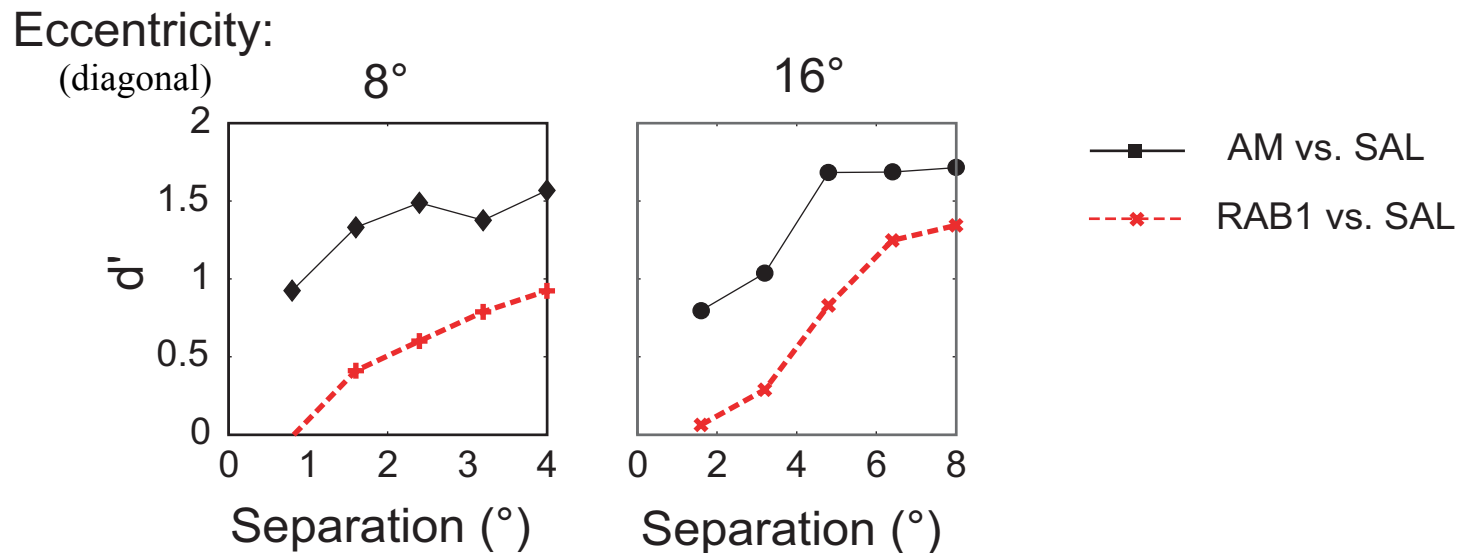 Eccentricity:
(diagonal)
8°
16°
2
1.5
1
0.5
0
d'
0 1 2 3 4
0 2 4 6 8
Separation (°)
Separation (°)
AM vs. SAL
RAB1 vs. SAL